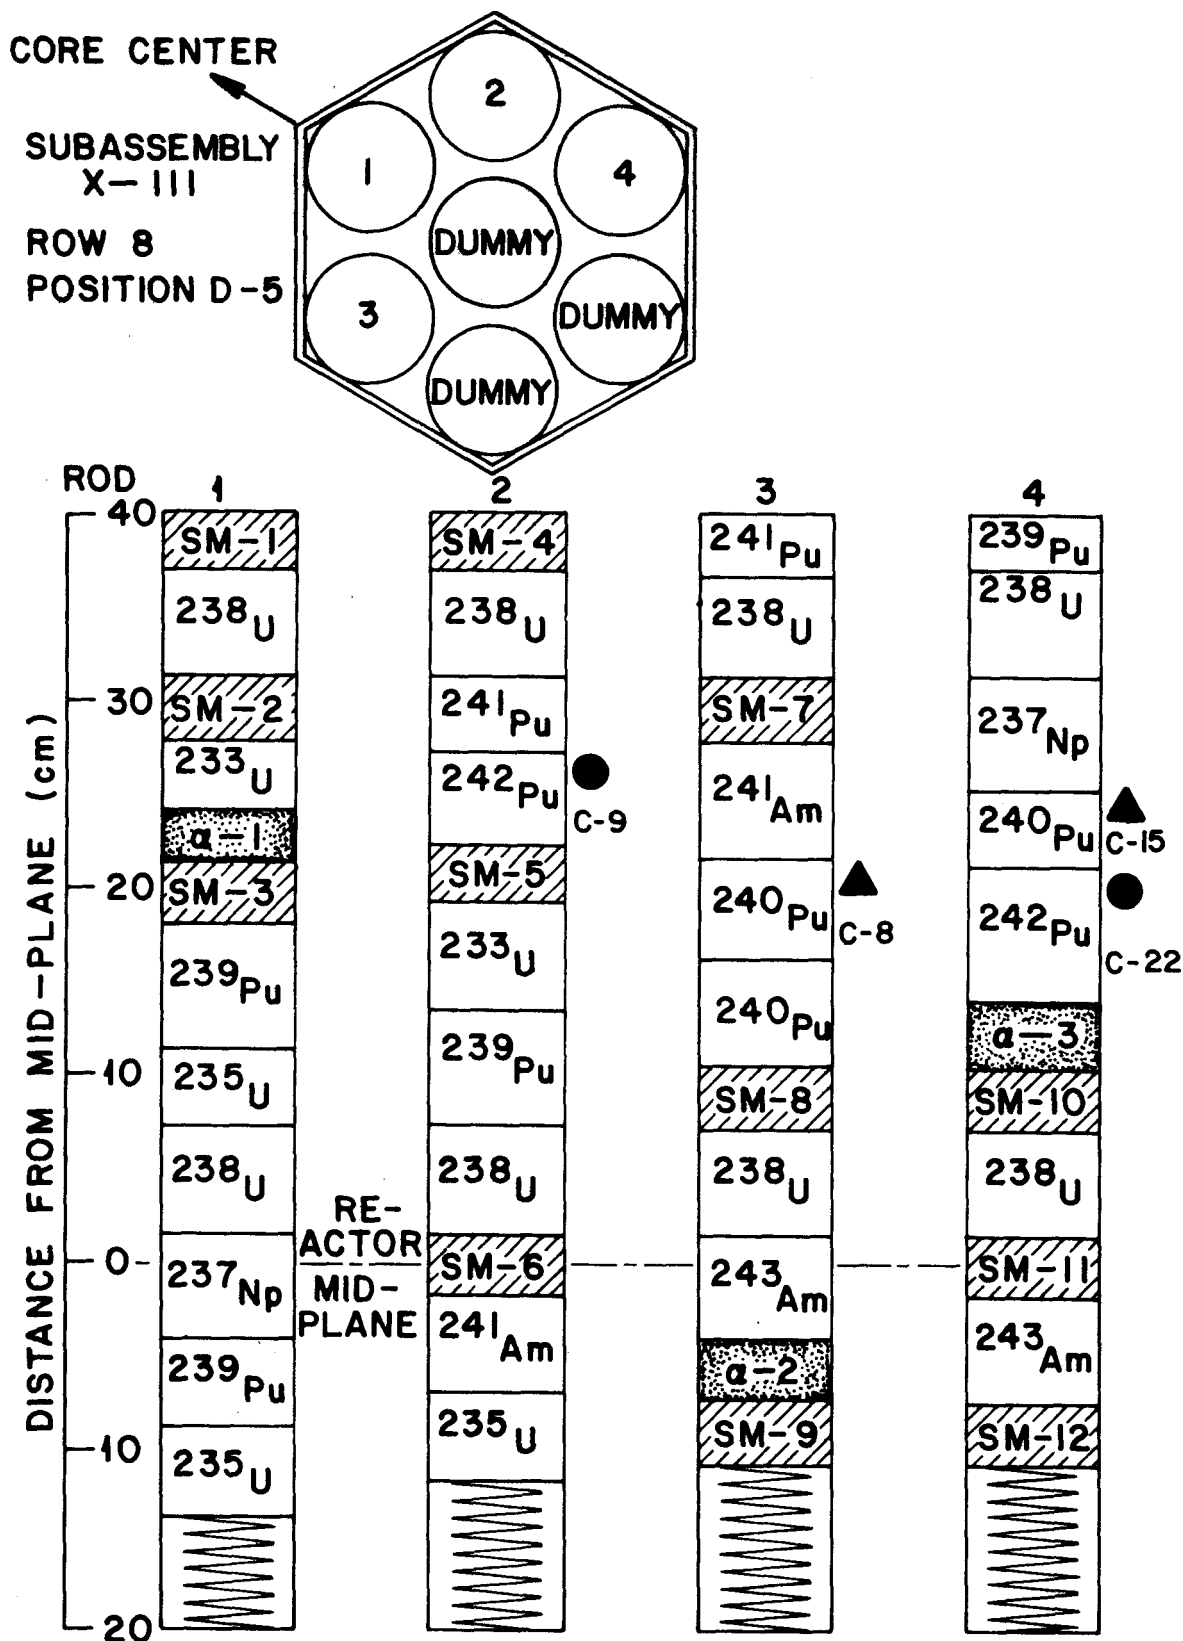 CORE CENTER
SUBASSEMBLY
X-111
ROW 8
POSITION D-5
2
1
4
DUMMY
3
DUMMY
DUMMY
ROD
1
2
3
4
DISTANCE FROM MID-PLANE (cm)
40
30
20
10
0
10
20
SM-1
238U
SM-2
233U
α-1
SM-3
239Pu
235U
238U
237Np
239Pu
235U
RE-
ACTOR
MID-
PLANE
SM-4
238U
241Pu
242Pu
C-9
SM-5
233U
239Pu
238U
SM-6
241Am
235U
241Pu
238U
SM-7
241Am
240Pu
C-8
240Pu
SM-8
238U
243Am
α-2
SM-9
239Pu
238U
237Np
240Pu
C-15
242Pu
C-22
α-3
SM-10
238U
SM-11
243Am
SM-12